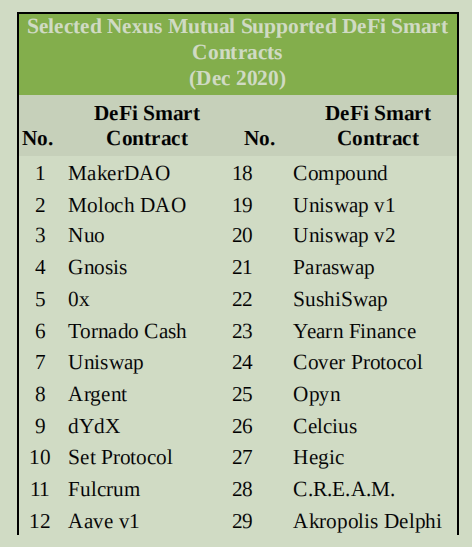 Selected Nexus Mutual Supported DeFi Smart
Contracts
(Dec 2020)
No. DeFi Smart Contract No. DeFi Smart Contract
1 MakerDAO 18 Compound
2 Moloch DAO 19 Uniswap v1
3 Nuo 20 Uniswap v2
4 Gnosis 21 Paraswap
5 0x 22 SushiSwap
6 Tornado Cash 23 Yearn Finance
7 Uniswap 24 Cover Protocol
8 Argent 25 Opyn
9 dYdX 26 Celcius
10 Set Protocol 27 Hegic
11 Fulcrum 28 C.R.E.A.M.
12 Aave v1 29 Akropolis Delphi